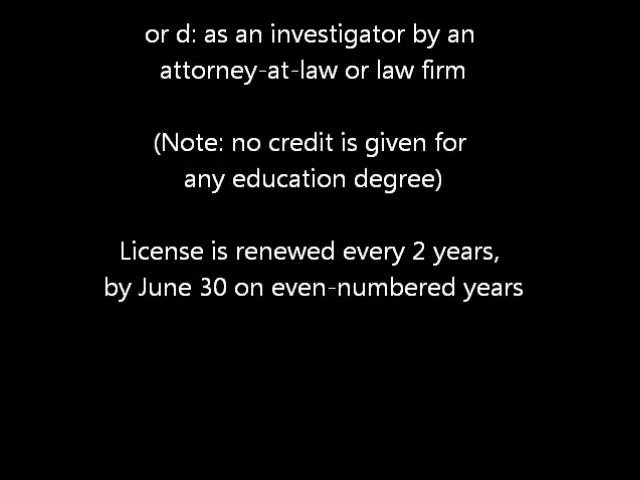 or d: as an investigator by an
attorney-at-law or law firm
(Note: no credit is given for
any education degree)
License is renewed every 2 years,
by June 30 on even-numbered years